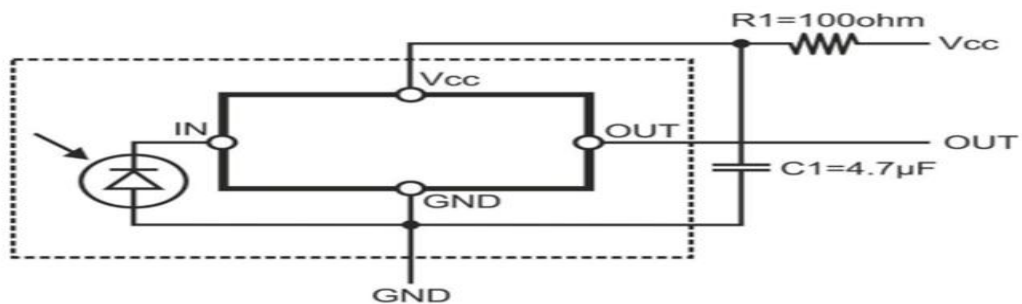 R1=100ohm
Vcc
Vcc
IN
OUT
OUT
C1=4.7µF
GND
GND